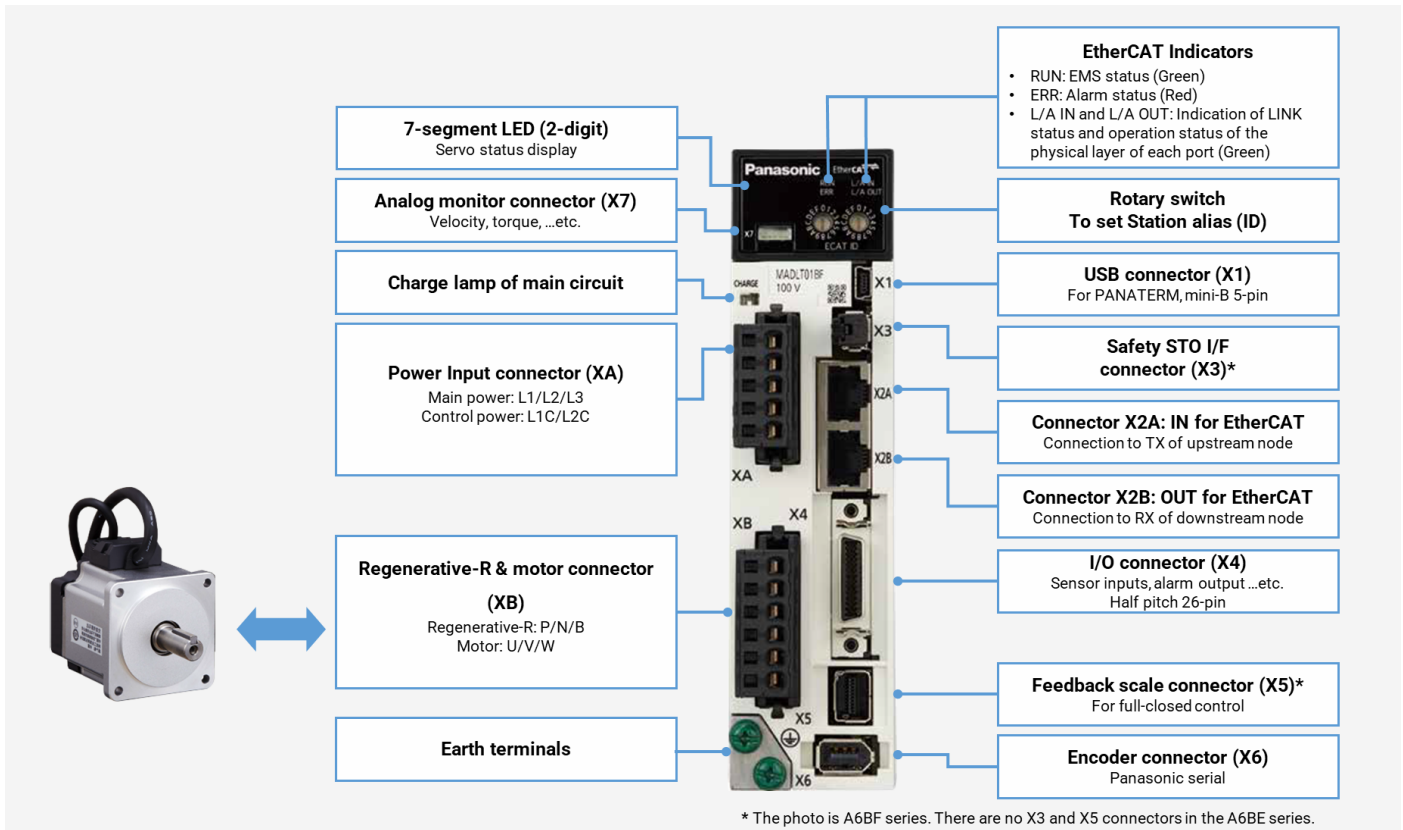 EtherCAT Indicators
• RUN: EMS status (Green)
• ERR: Alarm status (Red)
• L/A IN and L/A OUT: Indication of LINK
status and operation status of the
physical layer of each port (Green)
7-segment LED (2-digit)
Servo status display
Analog monitor connector (X7)
Velocity, torque, ...etc.
Charge lamp of main circuit
Power Input connector (XA)
Main power: L1/L2/L3
Control power: L1C/L2C
Regenerative-R & motor connector
(XB)
Regenerative-R: P/N/B
Motor: U/V/W
Earth terminals
Panasonic
EtherCAT
RUN
ERR
L/A IN
L/A OUT
X7
ECAT ID
MADLT01BF
100 V
CHARGE
X1
X3
X2A
X2B
XA
XB
X4
X5
X6
Rotary switch
To set Station alias (ID)
USB connector (X1)
For PANATERM, mini-B 5-pin
Safety STO I/F
connector (X3)*
Connector X2A: IN for EtherCAT
Connection to TX of upstream node
Connector X2B: OUT for EtherCAT
Connection to RX of downstream node
I/O connector (X4)
Sensor inputs, alarm output ...etc.
Half pitch 26-pin
Feedback scale connector (X5)*
For full-closed control
Encoder connector (X6)
Panasonic serial
* The photo is A6BF series. There are no X3 and X5 connectors in the A6BE series.